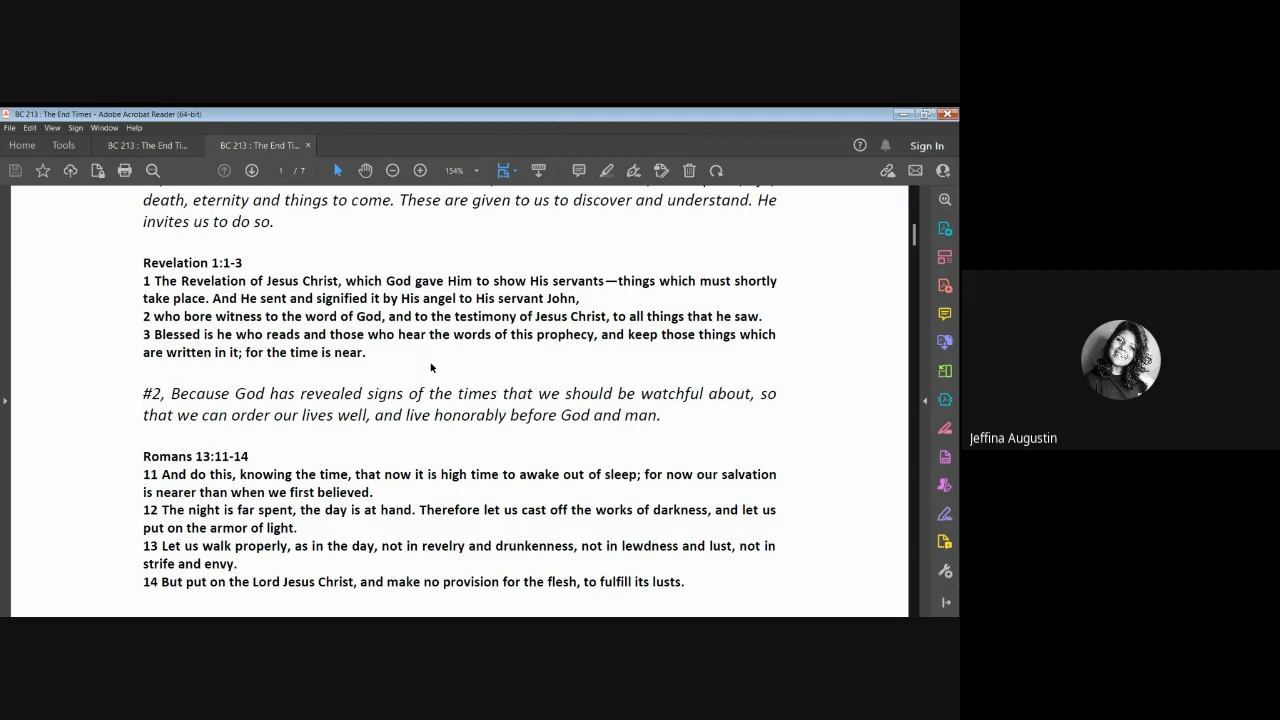 BC 213 : The End Times - Adobe Acrobat Reader (64-bit)
File Edit View Sign Window Help
Home Tools BC 213 : The End Ti... BC 213 : The End Ti... × Sign In
1 / 7 154%
death, eternity and things to come. These are given to us to discover and understand. He
invites us to do so.
Revelation 1:1-3
1 The Revelation of Jesus Christ, which God gave Him to show His servants—things which must shortly
take place. And He sent and signified it by His angel to His servant John,
2 who bore witness to the word of God, and to the testimony of Jesus Christ, to all things that he saw.
3 Blessed is he who reads and those who hear the words of this prophecy, and keep those things which
are written in it; for the time is near.
#2, Because God has revealed signs of the times that we should be watchful about, so
that we can order our lives well, and live honorably before God and man.
Romans 13:11-14
11 And do this, knowing the time, that now it is high time to awake out of sleep; for now our salvation
is nearer than when we first believed.
12 The night is far spent, the day is at hand. Therefore let us cast off the works of darkness, and let us
put on the armor of light.
13 Let us walk properly, as in the day, not in revelry and drunkenness, not in lewdness and lust, not in
strife and envy.
14 But put on the Lord Jesus Christ, and make no provision for the flesh, to fulfill its lusts.
Jeffina Augustin